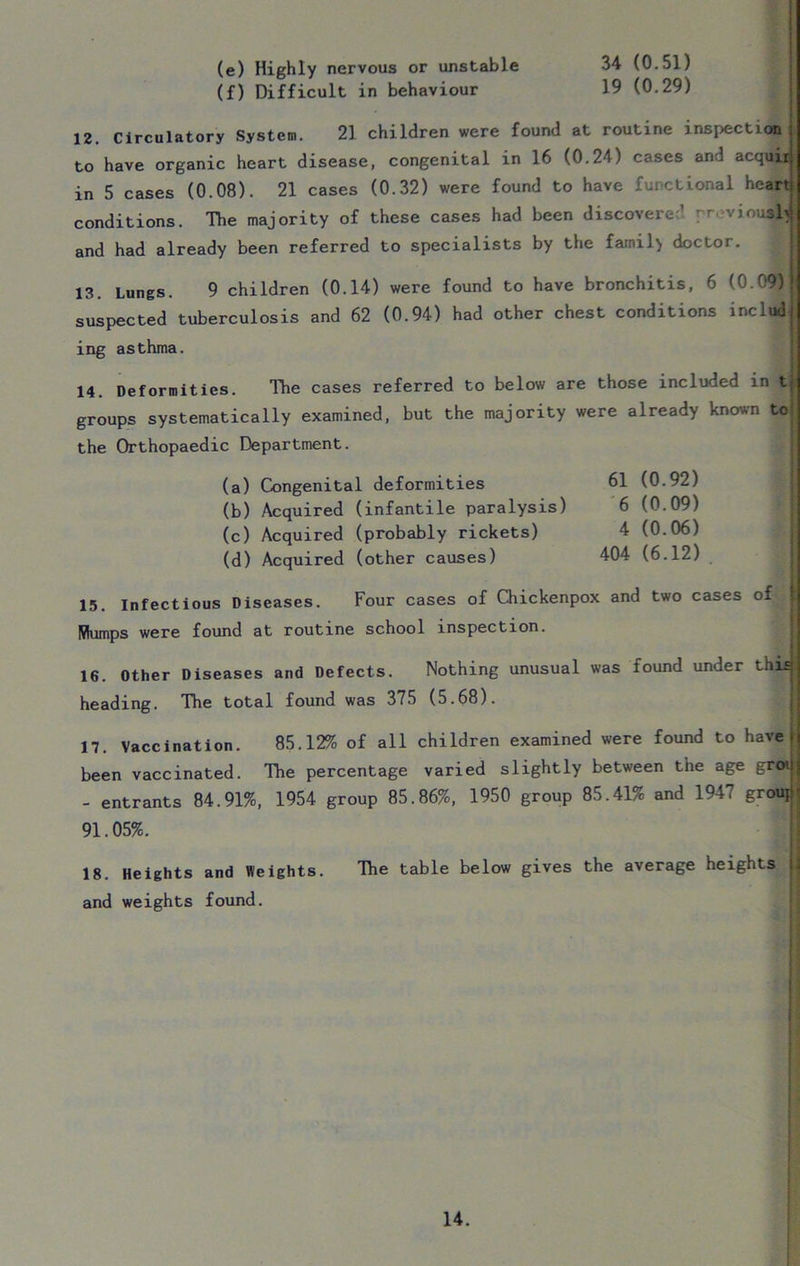 (e) Highly nervous or unstable 34 (0.51)
(f) Difficult in behaviour 19 (0.29)
12. Circulatory System. 21 children were found at routine inspection
to have organic heart disease, congenital in 16 (0.24) cases and acqui
in 5 cases (0.08). 21 cases (0.32) were found to have functional heart
conditions. The majority of these cases had been discovered previously
and had already been referred to specialists by the family doctor.
13. Lungs. 9 children (0.14) were found to have bronchitis, 6 (0.09)
suspected tuberculosis and 62 (0.94) had other chest conditions includ
ing asthma.
14. Deformities. The cases referred to below are those included in t
groups systematically examined, but the majority were already known to
the Orthopaedic Department.
(a) Congenital deformities 61 (0.92)
(b) Acquired (infantile paralysis) 6 (0.09)
(c) Acquired (probably rickets) 4 (0.06)
(d) Acquired (other causes) 404 (6.12)
15. Infectious Diseases. Four cases of Chickenpox and two cases of
Mumps were found at routine school inspection.
16. Other Diseases and Defects. Nothing unusual was found under this
heading. The total found was 375 (5.68).
17. Vaccination. 85.12% of all children examined were found to have
been vaccinated. The percentage varied slightly between the age grou
- entrants 84.91%, 1954 group 85.86%, 1950 group 85.41% and 1947 group
91.05%.
18. Heights and Weights. The table below gives the average heights
and weights found.
14.